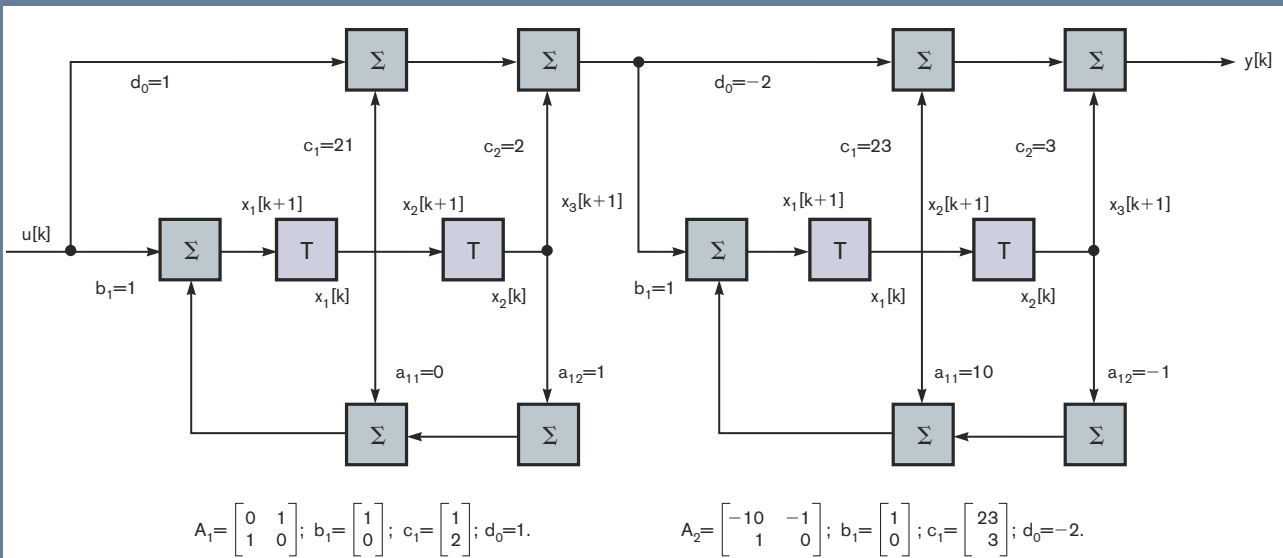 Σ Σ Σ Σ y[k]
d₀=1 d₀=−2
c₁=21 c₂=2 c₁=23 c₂=3
x₁[k+1] x₂[k+1] x₃[k+1] x₁[k+1] x₂[k+1] x₃[k+1]
u[k] Σ T T Σ T T
b₁=1 x₁[k] x₂[k] b₁=1 x₁[k] x₂[k]
a₁₁=0 a₁₂=1 a₁₁=10 a₁₂=−1
Σ Σ Σ Σ
A₁= [0 1; 1 0]; b₁= [1; 0]; c₁= [1; 2]; d₀=1. A₂= [−10 −1; 1 0]; b₁= [1; 0]; c₁= [23; 3]; d₀=−2.